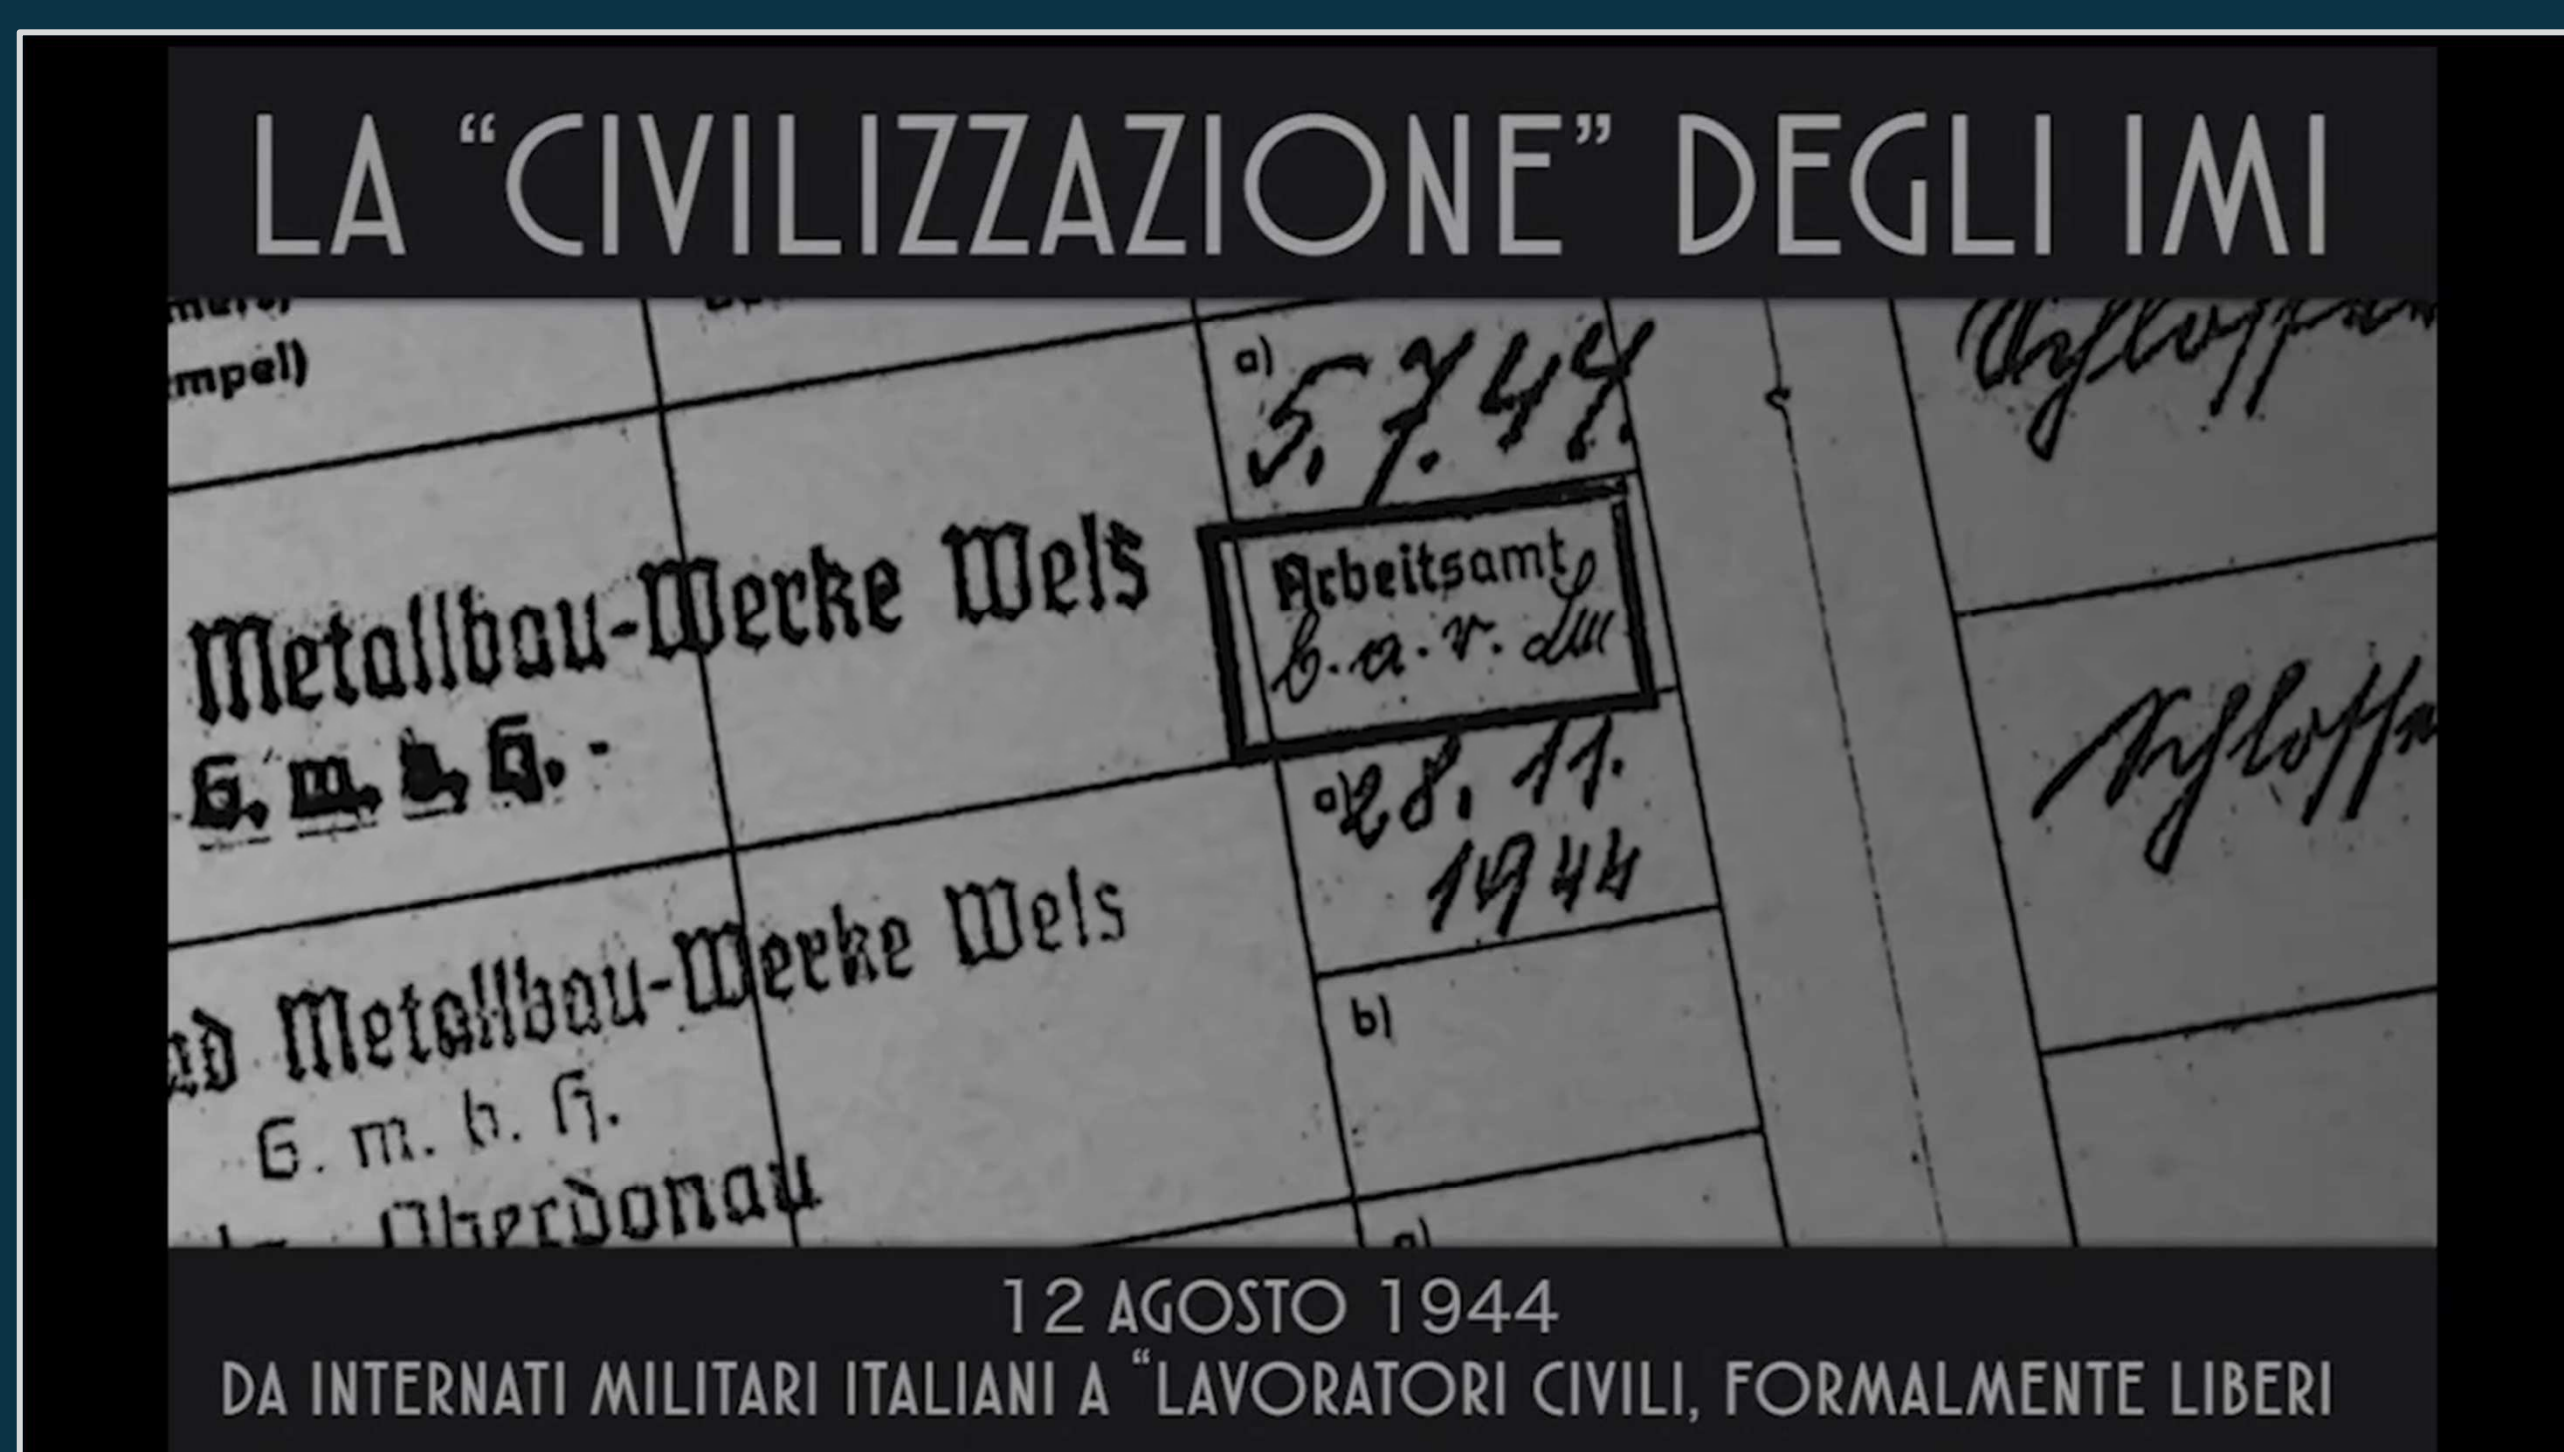 LA “CIVILIZZAZIONE” DEGLI IMI
mpel)
a) 5. 7. 44.
Metallbau-Werke Wels
G. m. b. H. -
Arbeitsamt
b. a. v.
a) 28. 11.
1944
Metallbau-Werke Wels
G. m. b. H.
Oberdonau
b)
a)
12 AGOSTO 1944
DA INTERNATI MILITARI ITALIANI A “LAVORATORI CIVILI, FORMALMENTE LIBERI